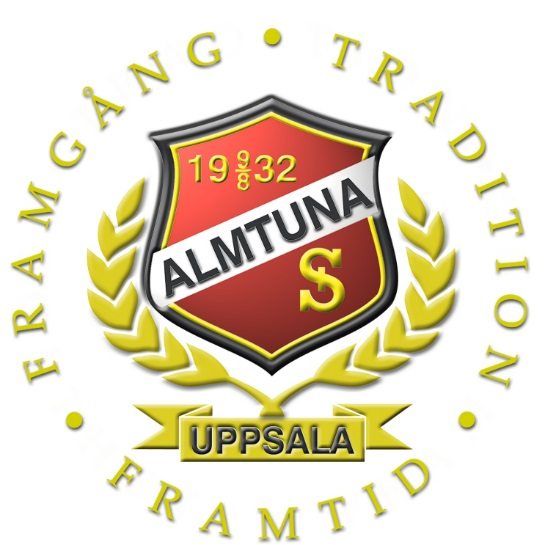 FRAMGÅNG • TRADITION • FRAMTID •
19 9/8 32
ALMTUNA
IS
UPPSALA